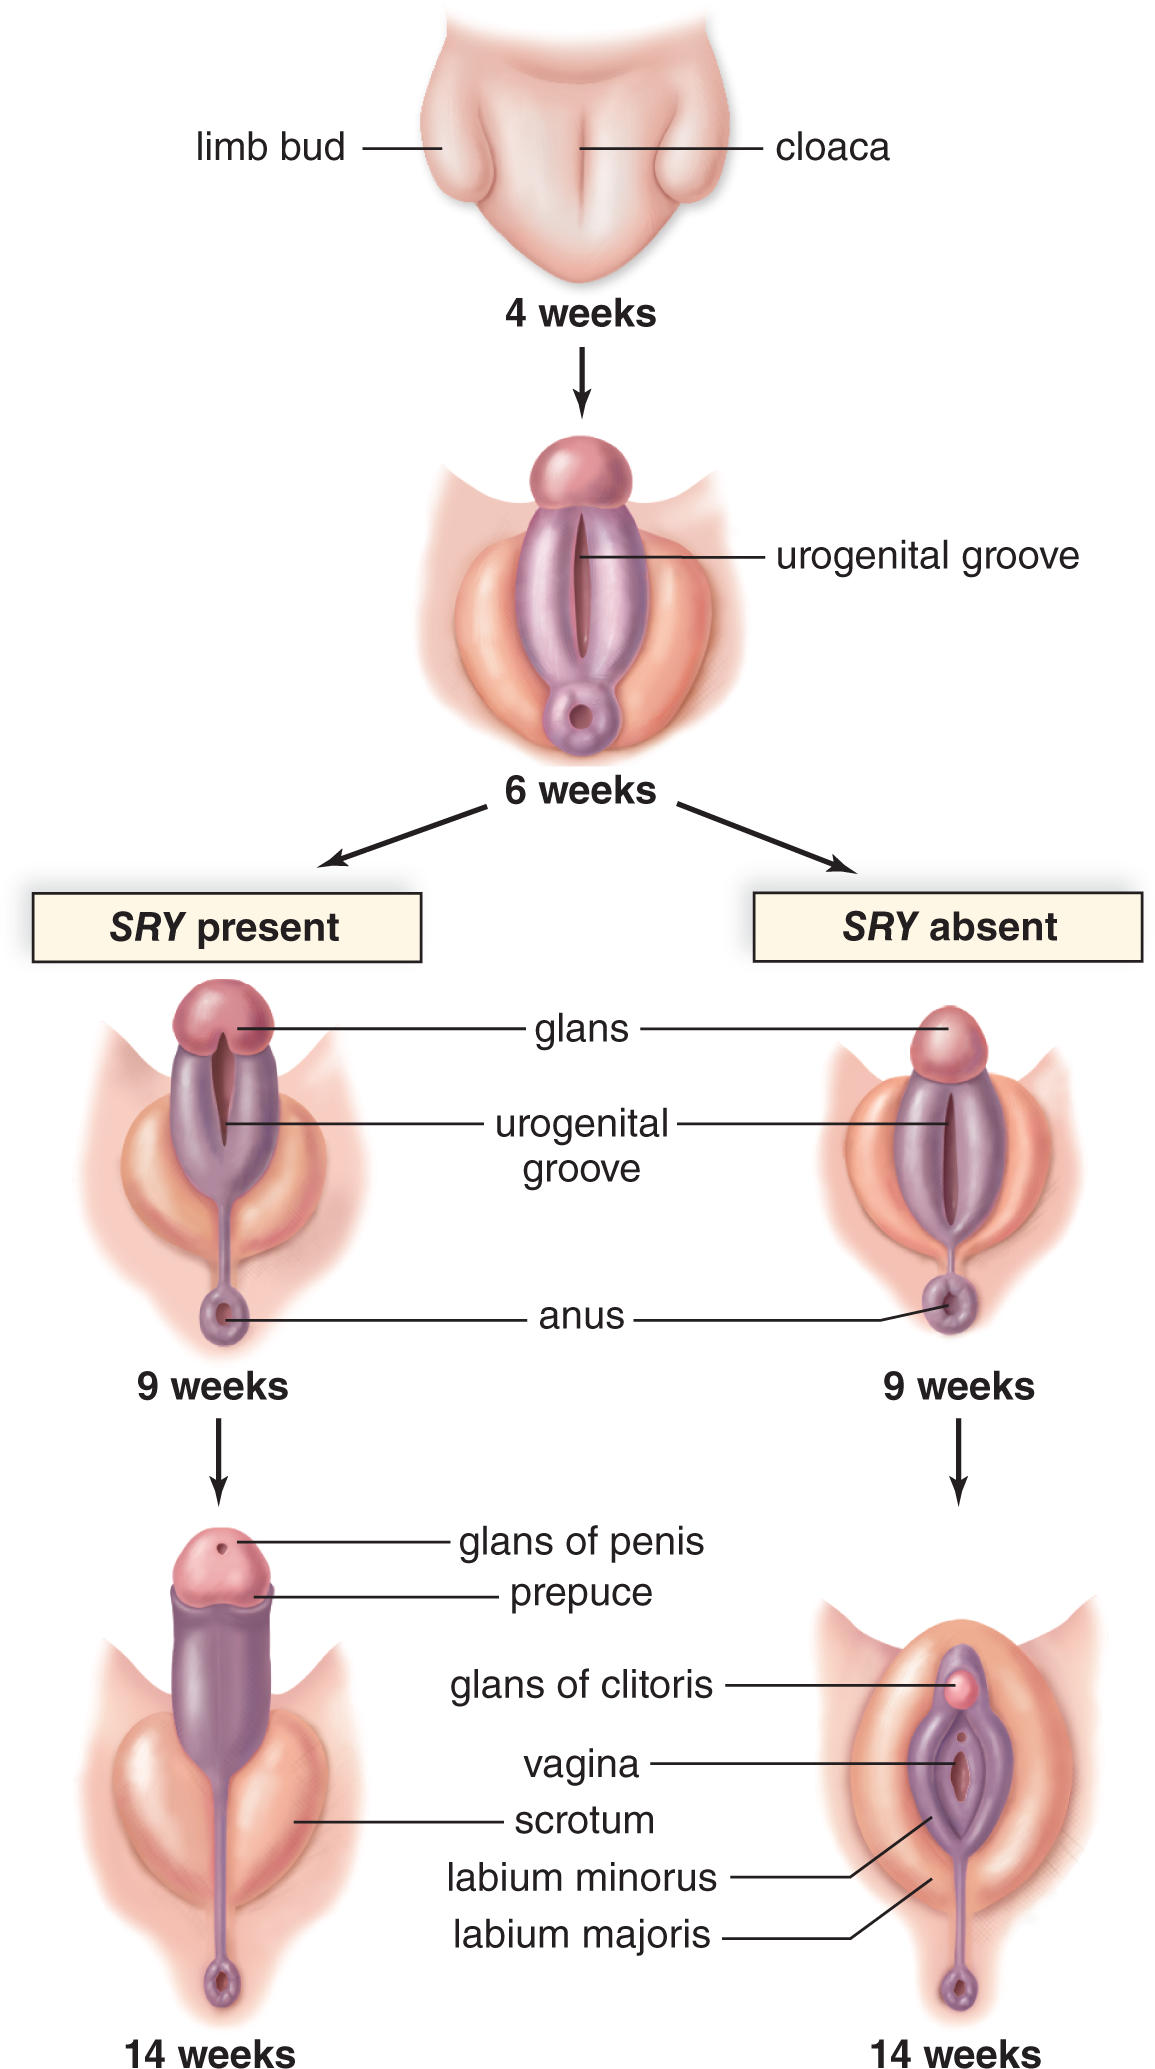 limb bud
cloaca
4 weeks
urogenital groove
6 weeks
SRY present
SRY absent
glans
urogenital
groove
anus
9 weeks
9 weeks
glans of penis
prepuce
glans of clitoris
vagina
scrotum
labium minorus
labium majoris
14 weeks
14 weeks